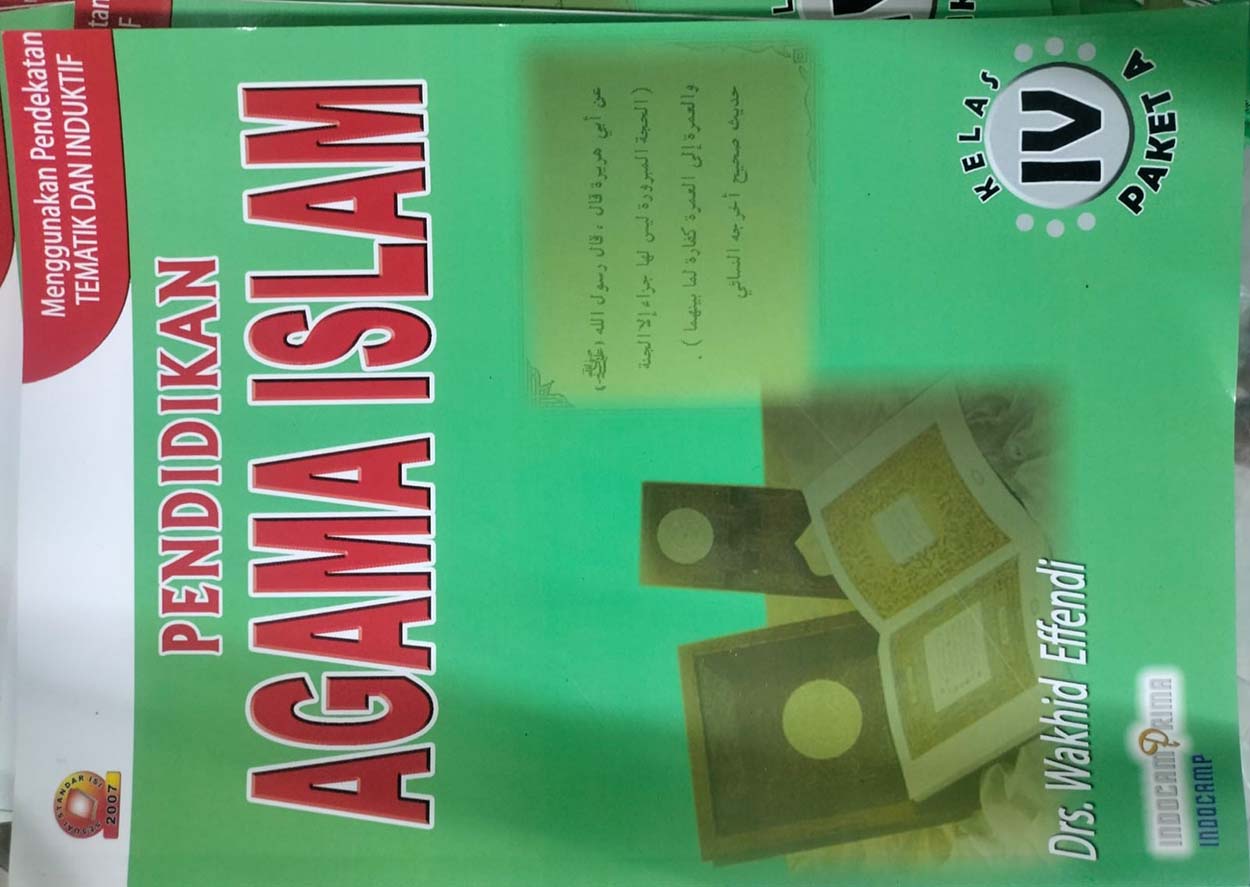 Menggunakan Pendekatan
TEMATIK DAN INDUKTIF
SESUAI STANDAR ISI
2007
PENDIDIKAN
AGAMA ISLAM
عن أبي هريرة قال ، قال رسول الله (ﷺ)
(الحجة المبرورة ليس لها جزاء إلا الجنة
والعمرة إلى العمرة كفارة لما بينهما ) .
حديث صحيح أخرجه النسائي
KELAS
IV
PAKET A
Drs. Wakhid Effendi
INDOCAMPRIMA
INDOCAMP